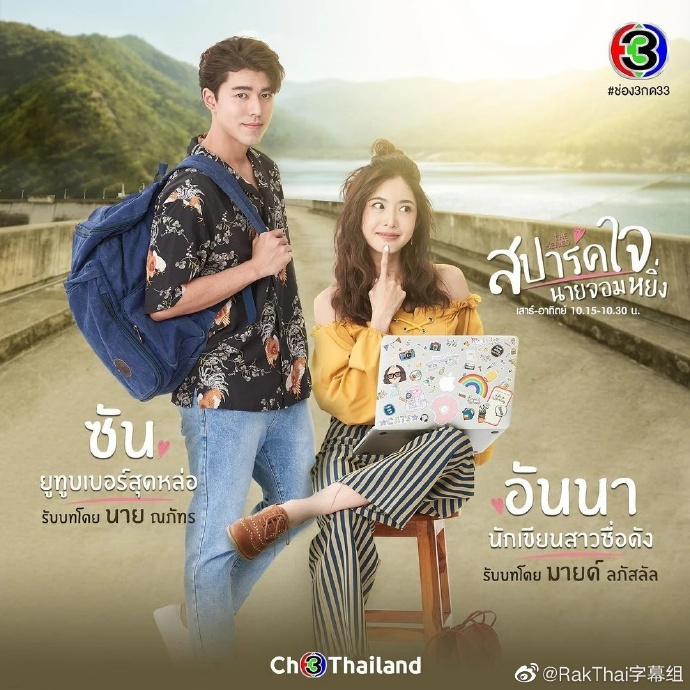 3
#ช่อง3กด33
สปาร์คใจ
นายจอมหยิ่ง
เสาร์-อาทิตย์ 10.15-10.30 น.
ซัน
ยูทูบเบอร์สุดหล่อ
รับบทโดย นาย ณภัทร
CATS
อันนา
นักเขียนสาวชื่อดัง
รับบทโดย มายด์ ลภัสลัล
Ch3Thailand
@RakThai字幕组